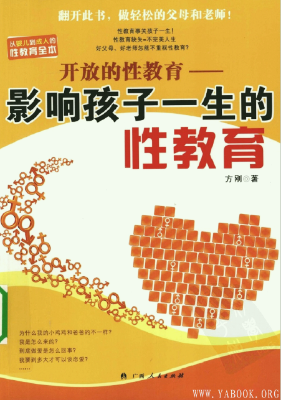 翻开此书，做轻松的父母和老师！
从婴儿到成人的
性教育全本
性教育事关孩子一生！
性教育缺失=不完美人生
好父母、好老师怎能不重视性教育？
开放的性教育——
影响孩子一生的
性教育
方刚 著
为什么我的小鸡鸡和爸爸的不一样？
我是怎么来的？
到底做爱是怎么回事？
我要到多大才可以谈恋爱？
……
广西人民出版社
www.YABOOK.ORG